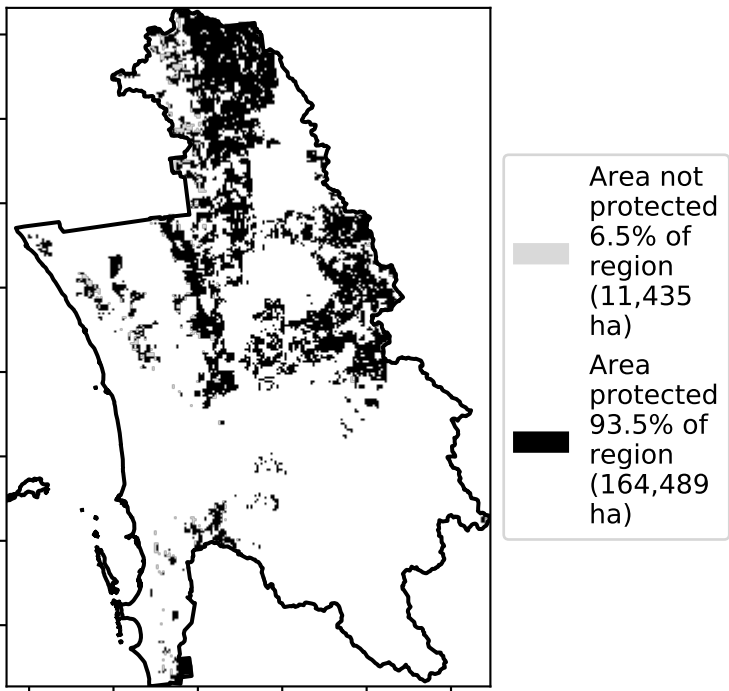 Area not
protected
6.5% of
region
(11,435
ha)
Area
protected
93.5% of
region
(164,489
ha)